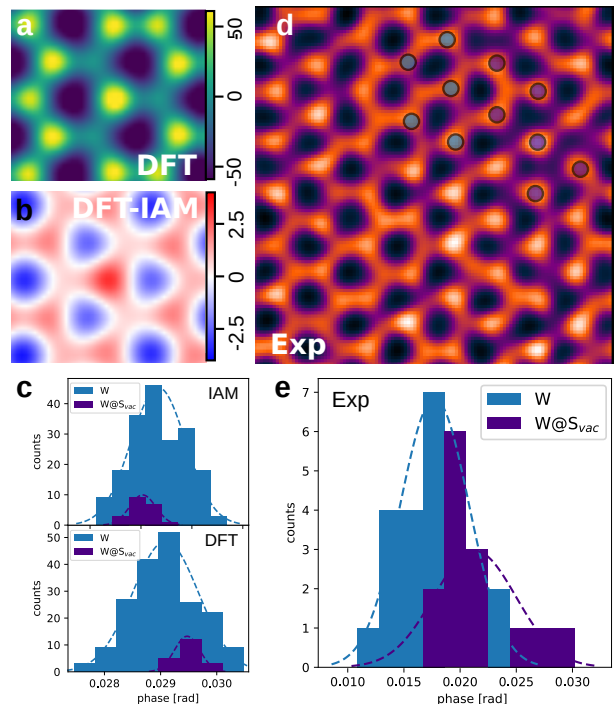 a
DFT
50
0
-50
b
DFT-IAM
2.5
0
-2.5
d
Exp
c
IAM
W
W@Svac
counts
40
30
20
10
0
DFT
W
W@Svac
counts
50
40
30
20
10
0
0.028
0.029
0.030
phase [rad]
e
Exp
W
W@Svac
counts
7
6
5
4
3
2
1
0
0.010
0.015
0.020
0.025
0.030
phase [rad]